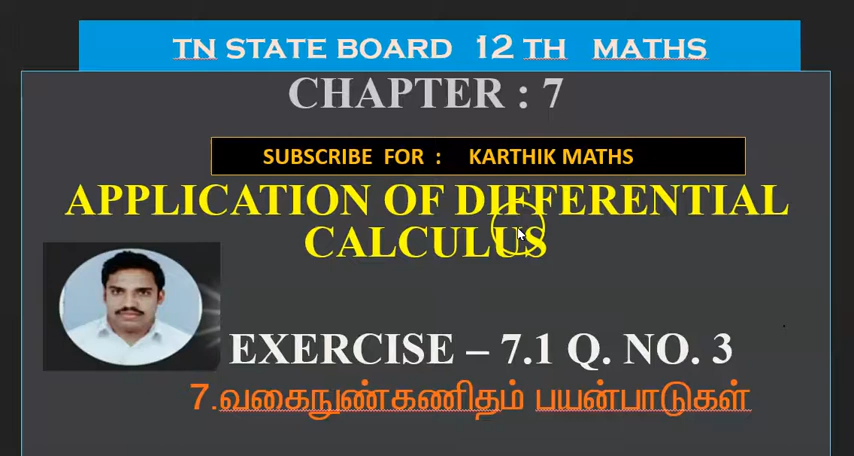 TN STATE BOARD 12 TH MATHS
CHAPTER : 7
SUBSCRIBE FOR : KARTHIK MATHS
APPLICATION OF DIFFERENTIAL
CALCULUS
EXERCISE – 7.1 Q. NO. 3
7.வகைநுண்கணிதம் பயன்பாடுகள்